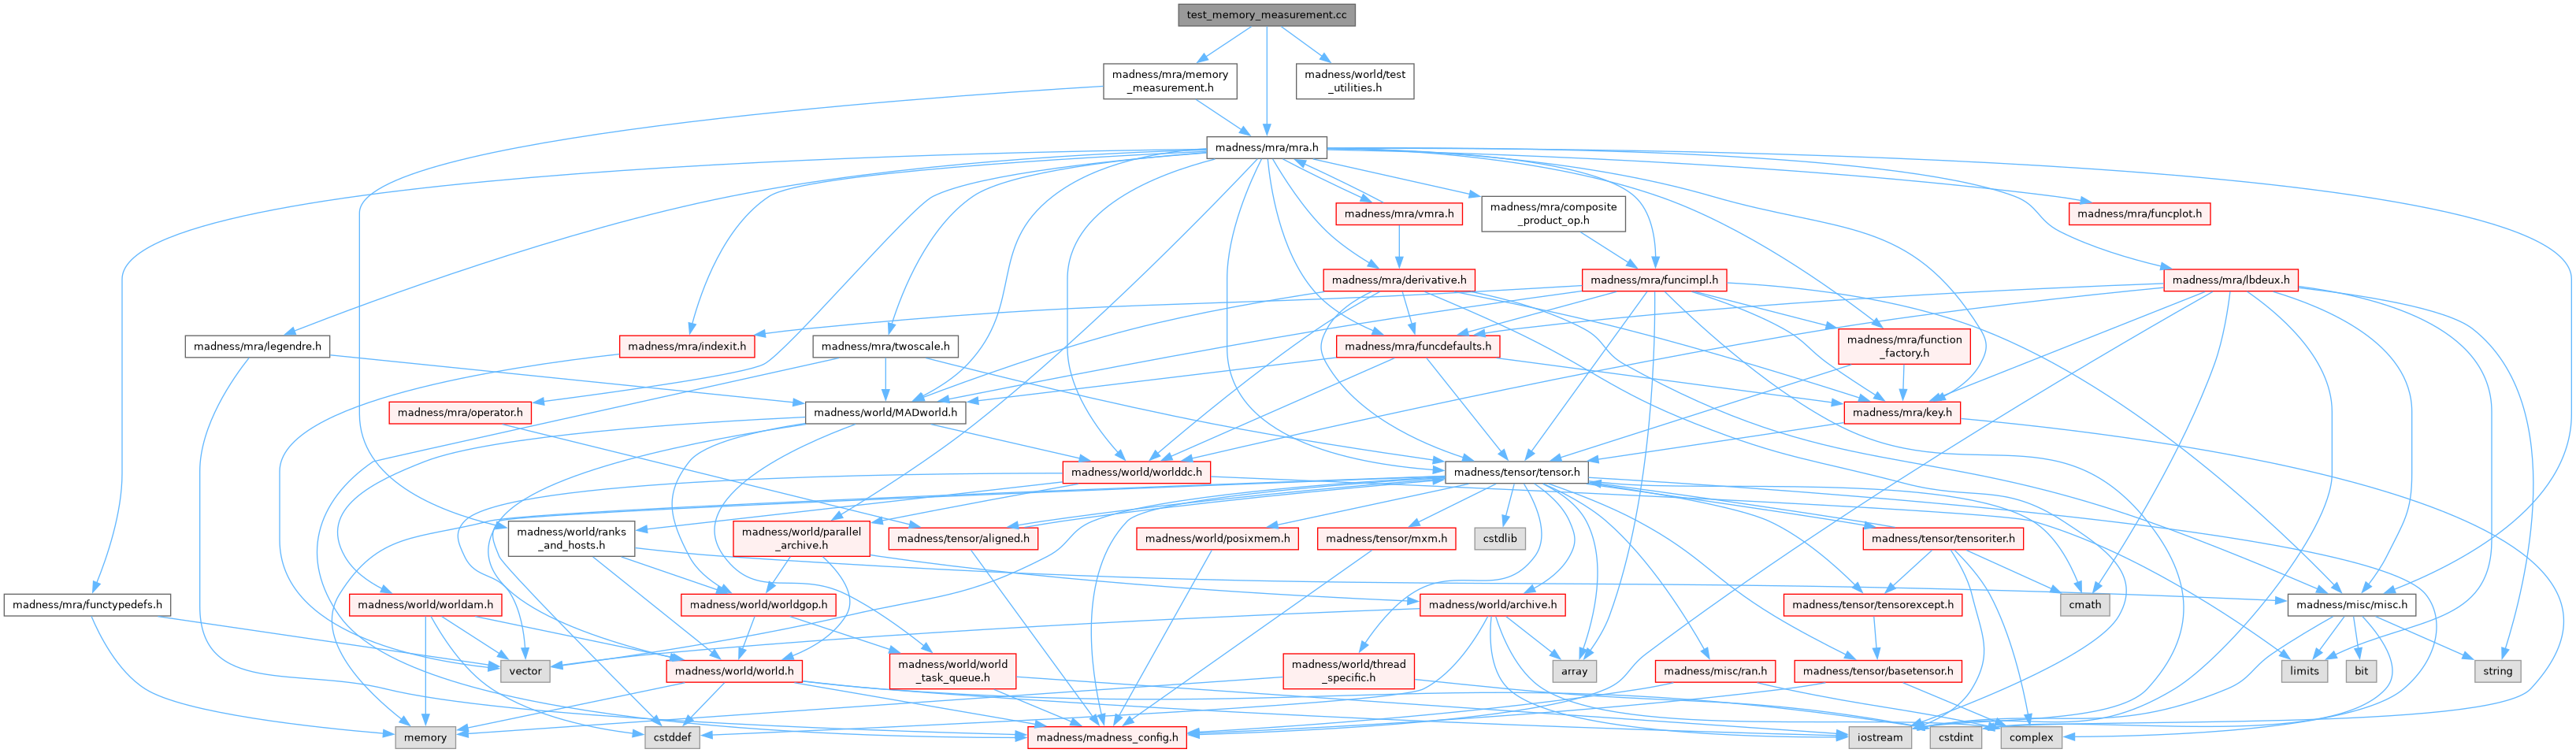 test_memory_measurement.cc
madness/mra/memory
_measurement.h
madness/world/test
_utilities.h
madness/mra/mra.h
madness/mra/vmra.h
madness/mra/composite
_product_op.h
madness/mra/funcplot.h
madness/mra/derivative.h
madness/mra/funcimpl.h
madness/mra/lbdeux.h
madness/mra/legendre.h
madness/mra/indexit.h
madness/mra/twoscale.h
madness/mra/funcdefaults.h
madness/mra/function
_factory.h
madness/mra/operator.h
madness/world/MADworld.h
madness/mra/key.h
madness/world/worlddc.h
madness/tensor/tensor.h
madness/world/ranks
_and_hosts.h
madness/world/parallel
_archive.h
madness/tensor/aligned.h
madness/world/posixmem.h
madness/tensor/mxm.h
cstdlib
madness/tensor/tensoriter.h
madness/mra/functypedefs.h
madness/world/worldam.h
madness/world/worldgop.h
madness/world/archive.h
madness/tensor/tensorexcept.h
cmath
madness/misc/misc.h
vector
madness/world/world.h
madness/world/world
_task_queue.h
madness/world/thread
_specific.h
array
madness/misc/ran.h
madness/tensor/basetensor.h
limits
bit
string
memory
cstddef
madness/madness_config.h
iostream
cstdint
complex